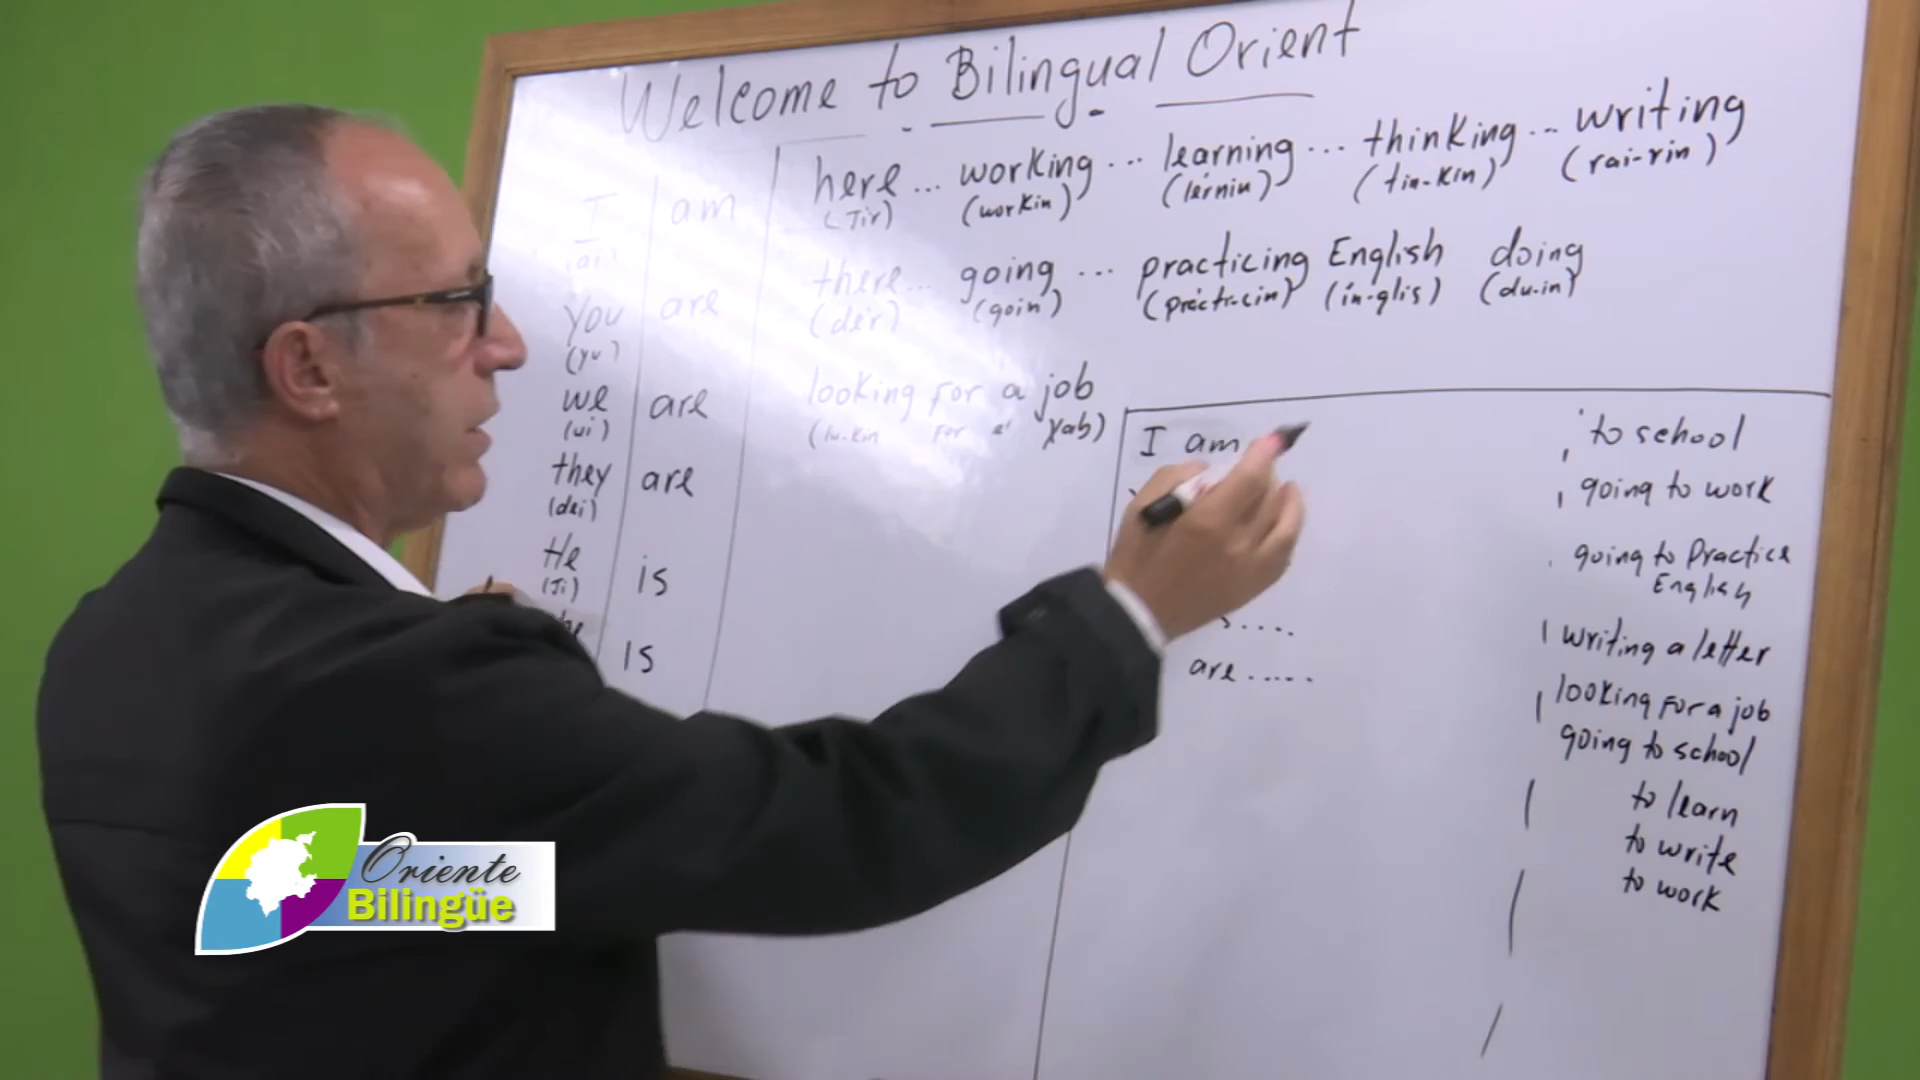 Welcome to Bilingual Orient
I am
(ai)
You are
(yu)
we are
(ui)
they are
(dei)
He is
(Ji)
is
here... working... learning... thinking... writing
(Jir) (workin) (lérnin) (tin-kin) (rai-rin)
there... going... practicing English doing
(der) (goin) (práctr-cin) (ín-glis) (du-in)
looking for a job
(lu-kin for e' yab)
I am
are.....
to school
going to work
going to Practice
English
writing a letter
looking for a job
going to school
to learn
to write
to work
Oriente
Bilingüe